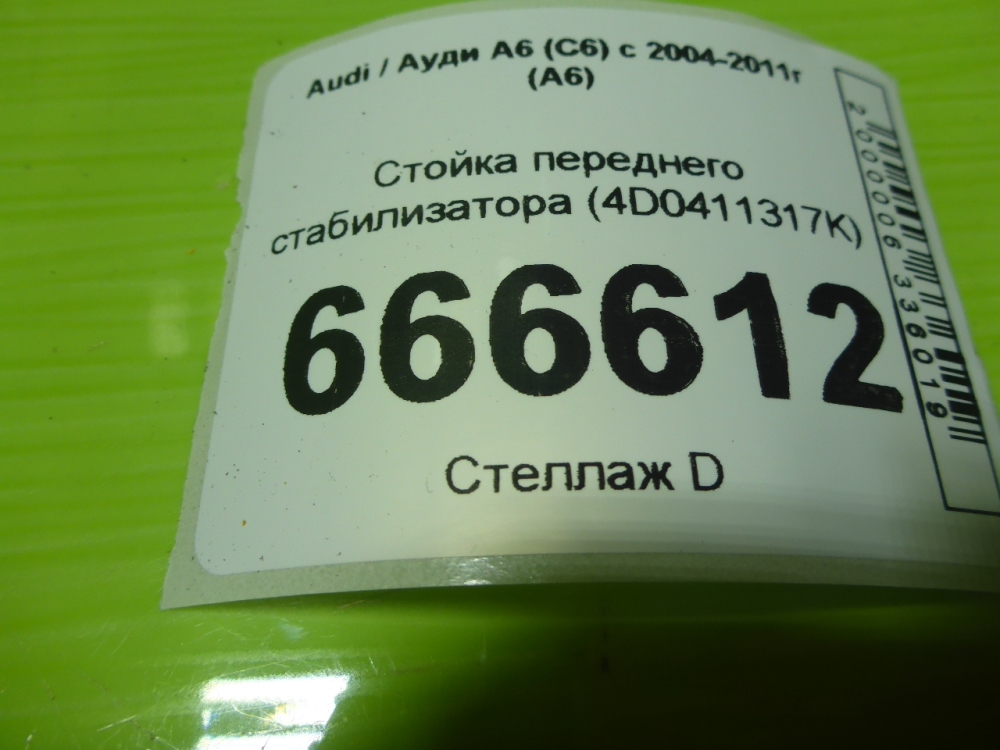 Audi / Ауди А6 (С6) с 2004-2011г
(А6)
Стойка переднего
стабилизатора (4D0411317K)
666612
Стеллаж D
2000006336019